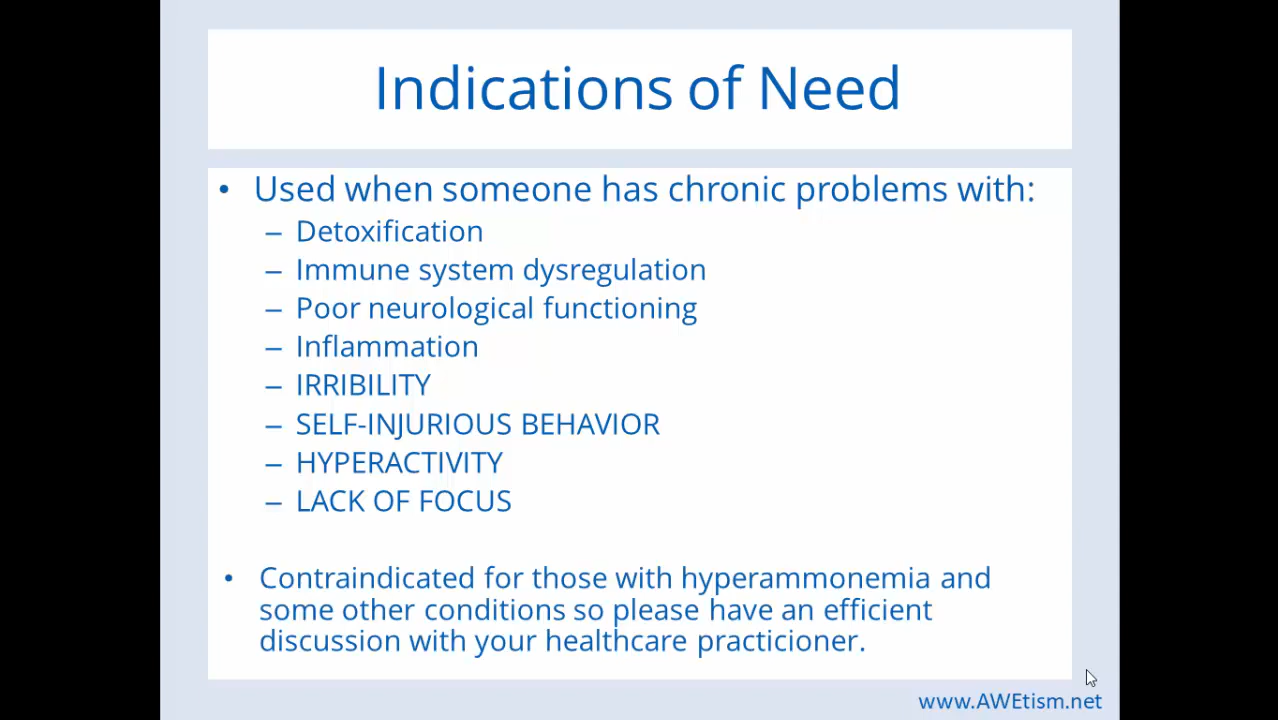 Indications of Need
• Used when someone has chronic problems with:
– Detoxification
– Immune system dysregulation
– Poor neurological functioning
– Inflammation
– IRRIBILITY
– SELF-INJURIOUS BEHAVIOR
– HYPERACTIVITY
– LACK OF FOCUS
• Contraindicated for those with hyperammonemia and
some other conditions so please have an efficient
discussion with your healthcare practicioner.
www.AWEtism.net